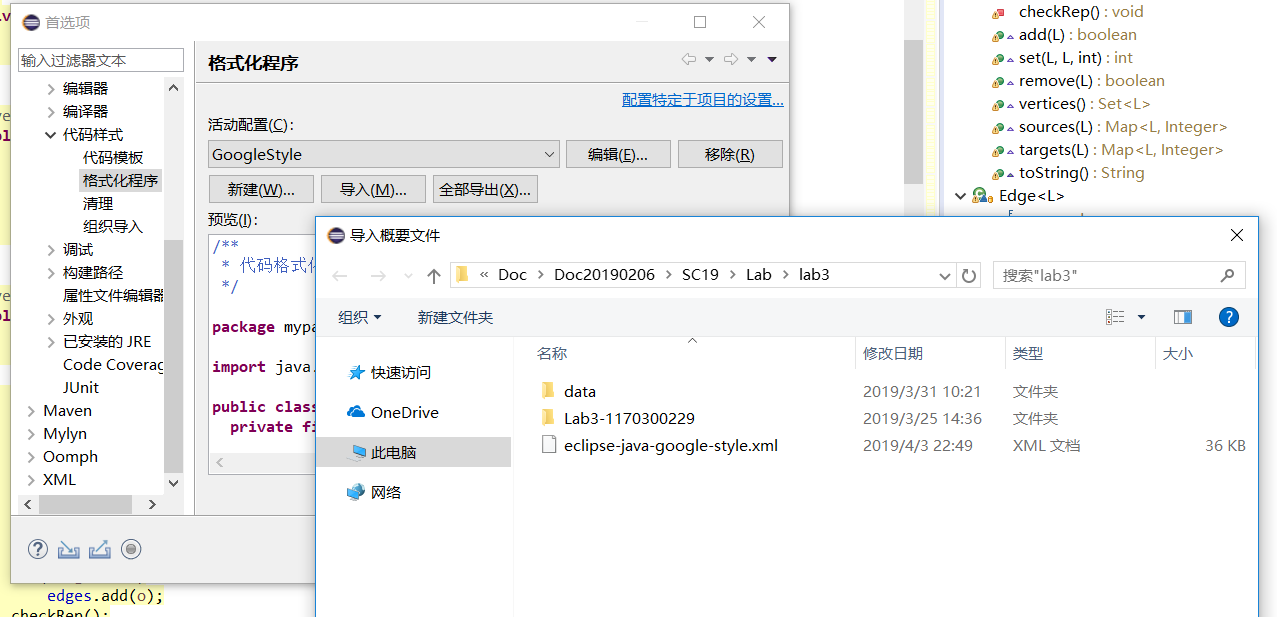 首选项
输入过滤器文本
编辑器
编译器
代码样式
代码模板
格式化程序
清理
组织导入
调试
构建路径
属性文件编辑器
外观
已安装的 JRE
Code Coverag
JUnit
Maven
Mylyn
Oomph
XML
格式化程序
配置特定于项目的设置...
活动配置(C):
GoogleStyle
编辑(E)...
移除(R)
新建(W)...
导入(M)...
全部导出(X)...
预览(I):
/**
* 代码格式化
*/
package mypa
import java.
public class
private fi
导入概要文件
« Doc > Doc20190206 > SC19 > Lab > lab3
搜索"lab3"
组织
新建文件夹
快速访问
OneDrive
此电脑
网络
名称 修改日期 类型 大小
data 2019/3/31 10:21 文件夹
Lab3-1170300229 2019/3/25 14:36 文件夹
eclipse-java-google-style.xml 2019/4/3 22:49 XML 文档 36 KB
checkRep() : void
add(L) : boolean
set(L, L, int) : int
remove(L) : boolean
vertices() : Set<L>
sources(L) : Map<L, Integer>
targets(L) : Map<L, Integer>
toString() : String
Edge<L>
edges.add(o);
checkRep();